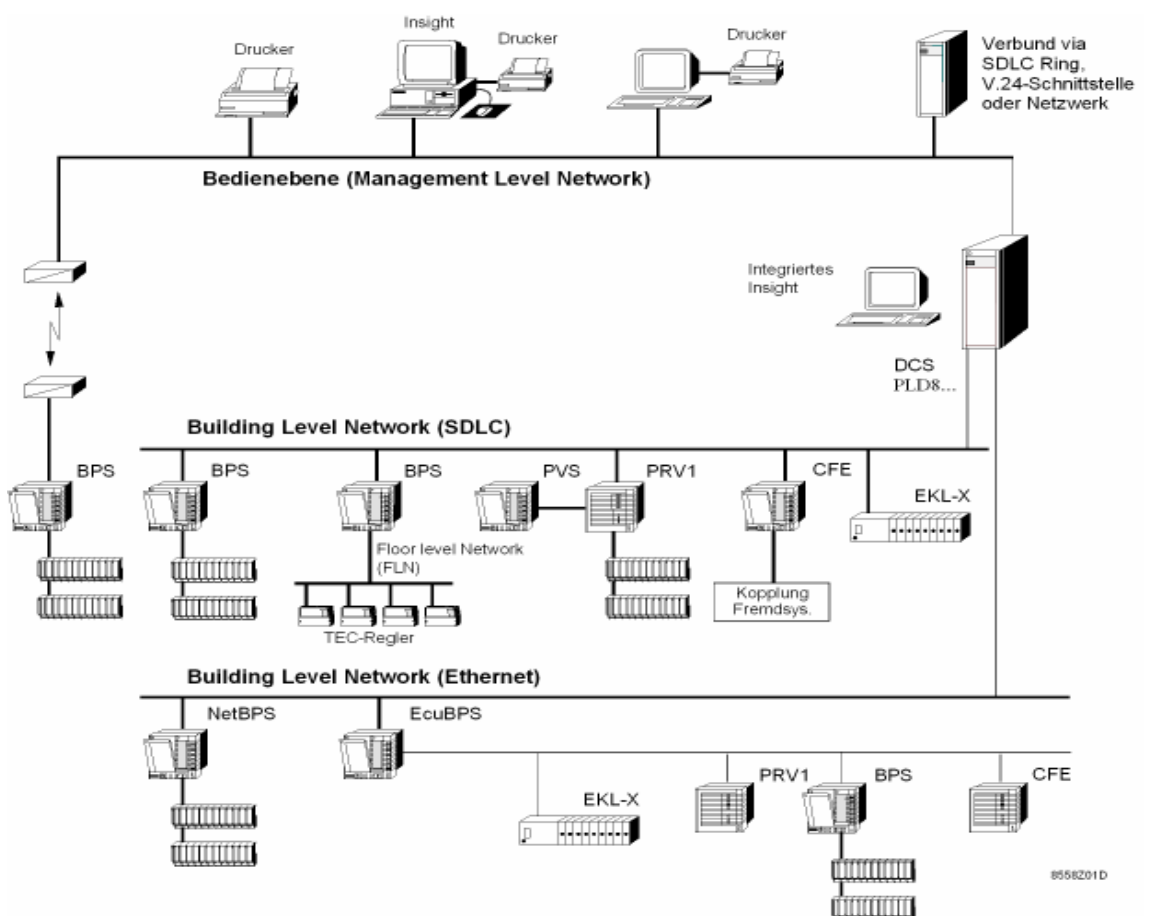 Insight
Drucker
Drucker
Drucker
Verbund via
SDLC Ring,
V.24-Schnittstelle
oder Netzwerk
Bedienebene (Management Level Network)
Integriertes
Insight
DCS
PLD8...
Building Level Network (SDLC)
BPS
BPS
BPS
PVS
PRV1
CFE
EKL-X
Floor level Network
(FLN)
Kopplung
Fremdsys.
TEC-Regler
Building Level Network (Ethernet)
NetBPS
EcuBPS
EKL-X
PRV1
BPS
CFE
8558Z01D